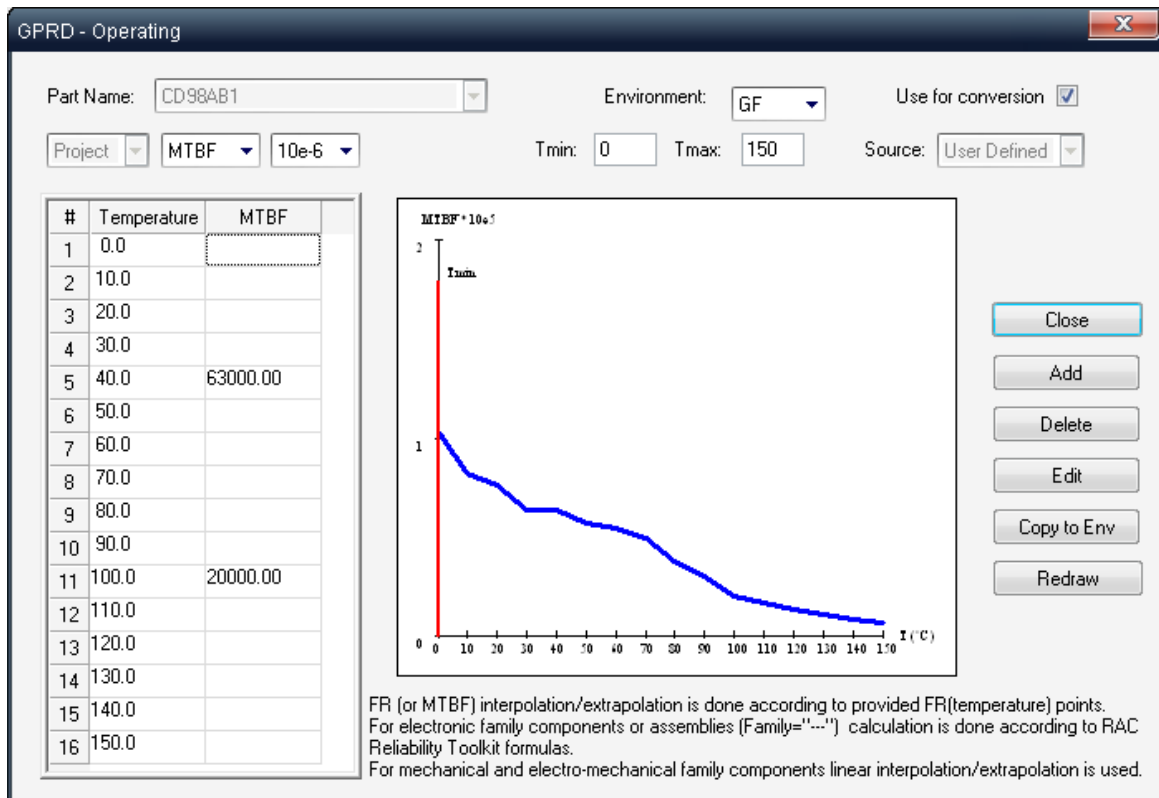 GPRD - Operating
Part Name: CD98AB1 Environment: GF Use for conversion
Project MTBF 10e-6 Tmin: 0 Tmax: 150 Source: User Defined
# Temperature MTBF
1 0.0
2 10.0
3 20.0
4 30.0
5 40.0 63000.00
6 50.0
7 60.0
8 70.0
9 80.0
10 90.0
11 100.0 20000.00
12 110.0
13 120.0
14 130.0
15 140.0
16 150.0
MTBF*10e5
2
Tmin
1
0
0 10 20 30 40 50 60 70 80 90 100 110 120 130 140 150 T(°C)
Close
Add
Delete
Edit
Copy to Env
Redraw
FR (or MTBF) interpolation/extrapolation is done according to provided FR(temperature) points.
For electronic family components or assemblies (Family="---") calculation is done according to RAC
Reliability Toolkit formulas.
For mechanical and electro-mechanical family components linear interpolation/extrapolation is used.